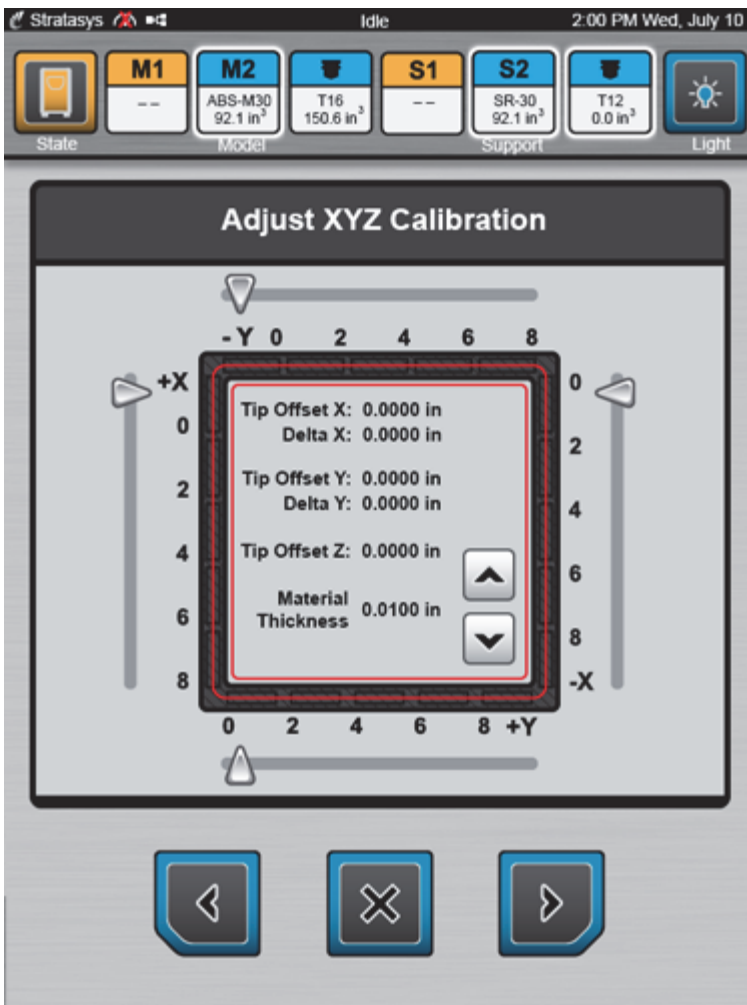 Stratasys Idle 2:00 PM Wed, July 10
M1 M2 S1 S2
-- ABS-M30 T16 -- SR-30 T12
92.1 in³ 150.6 in³ 92.1 in³ 0.0 in³
State Model Support Light
Adjust XYZ Calibration
- Y 0 2 4 6 8
+X 0
0
2
2
4
4
6
6
8
8 -X
Tip Offset X: 0.0000 in
Delta X: 0.0000 in
Tip Offset Y: 0.0000 in
Delta Y: 0.0000 in
Tip Offset Z: 0.0000 in
Material
Thickness 0.0100 in
0 2 4 6 8 +Y